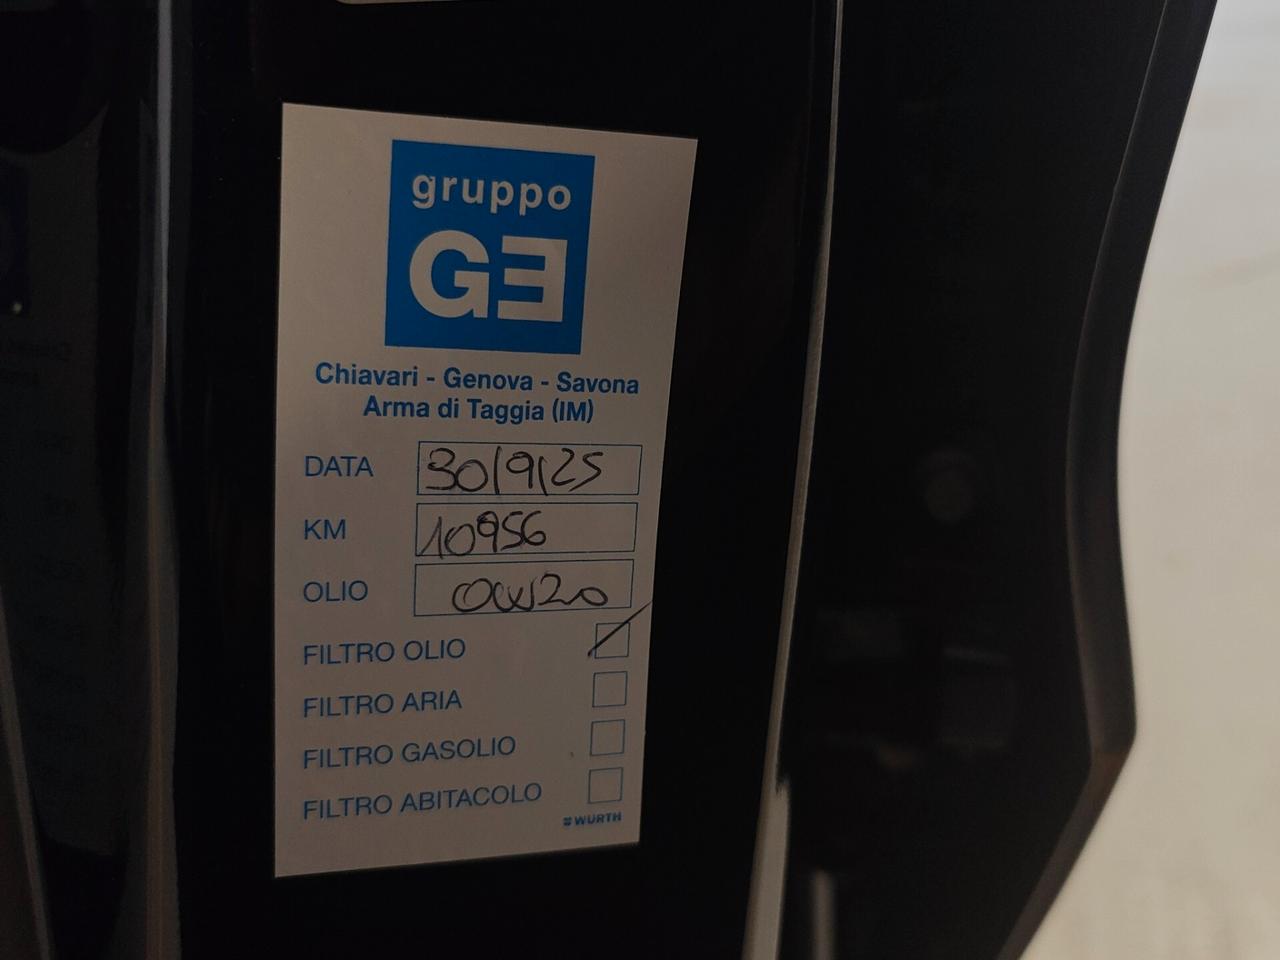 gruppo
GE
Chiavari - Genova - Savona
Arma di Taggia (IM)
DATA 30/9/25
KM 10956
OLIO 0W20
FILTRO OLIO
FILTRO ARIA
FILTRO GASOLIO
FILTRO ABITACOLO
WURTH